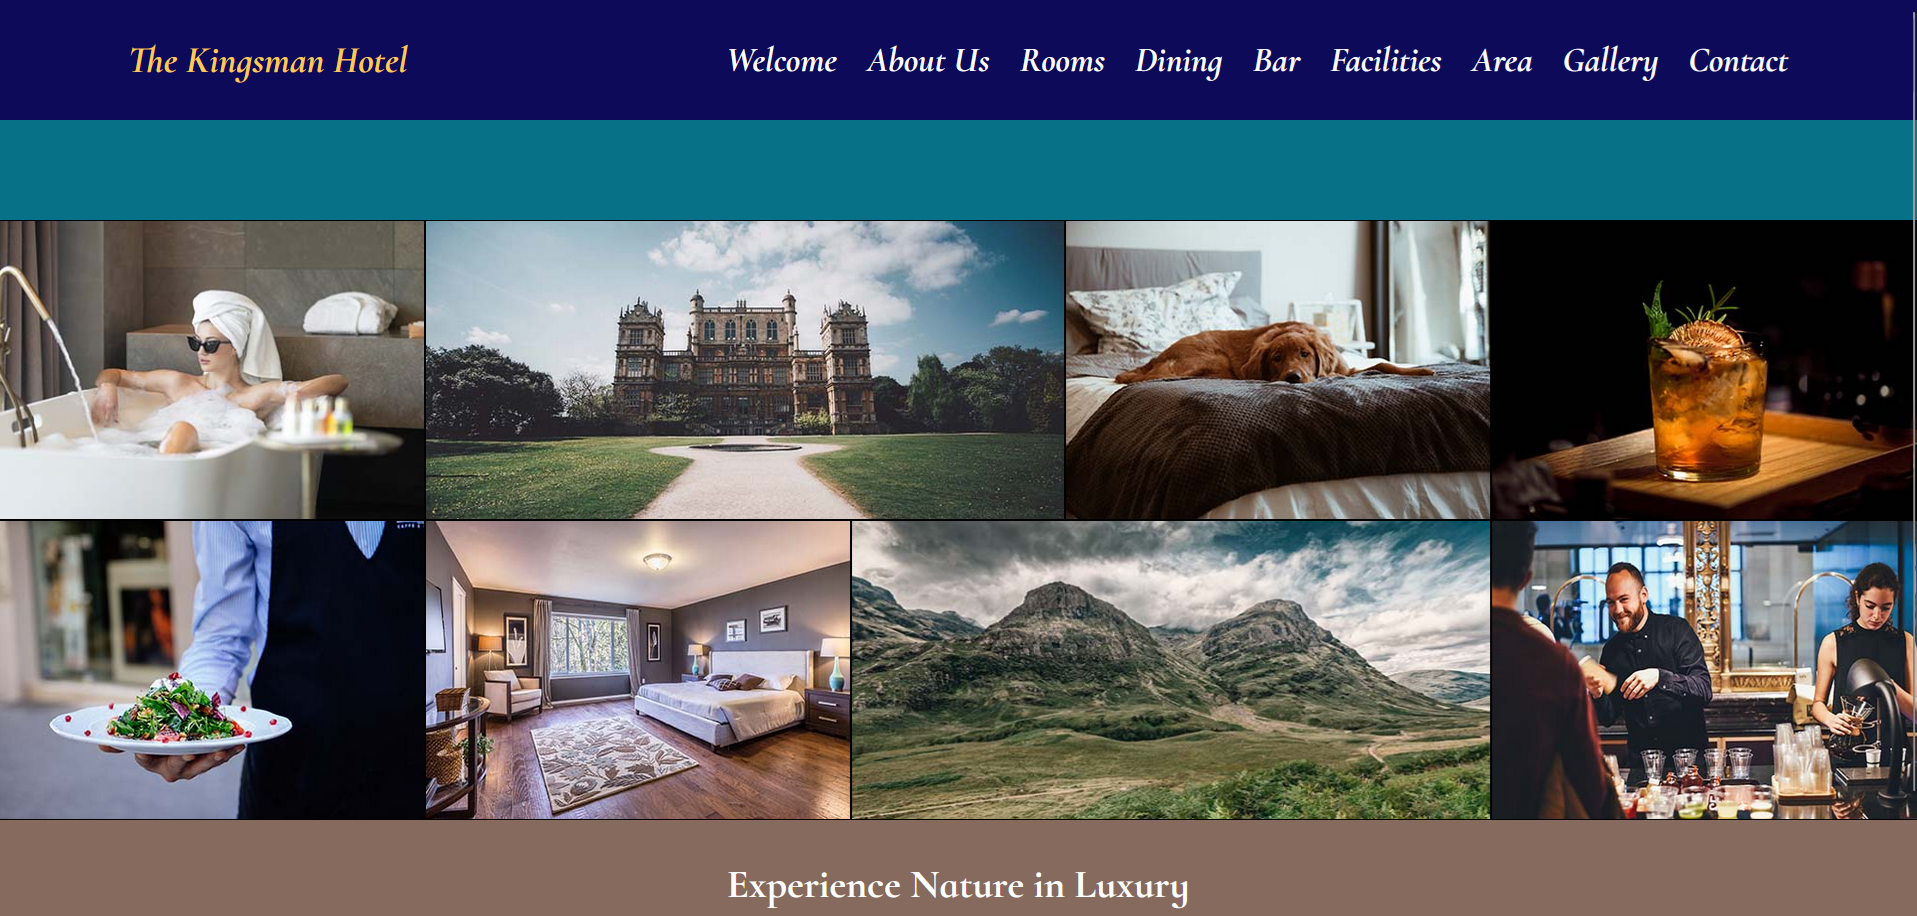 The Kingsman Hotel
Welcome About Us Rooms Dining Bar Facilities Area Gallery Contact
Experience Nature in Luxury